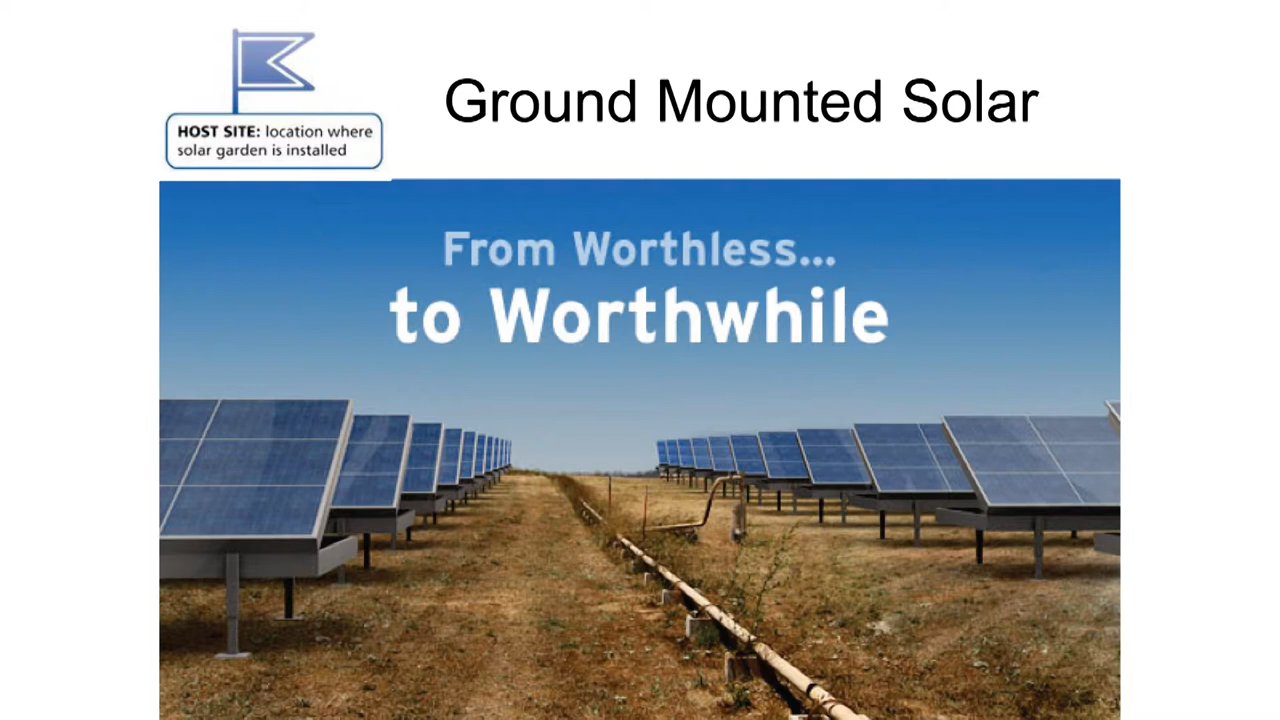 Ground Mounted Solar
HOST SITE: location where
solar garden is installed
From Worthless...
to Worthwhile